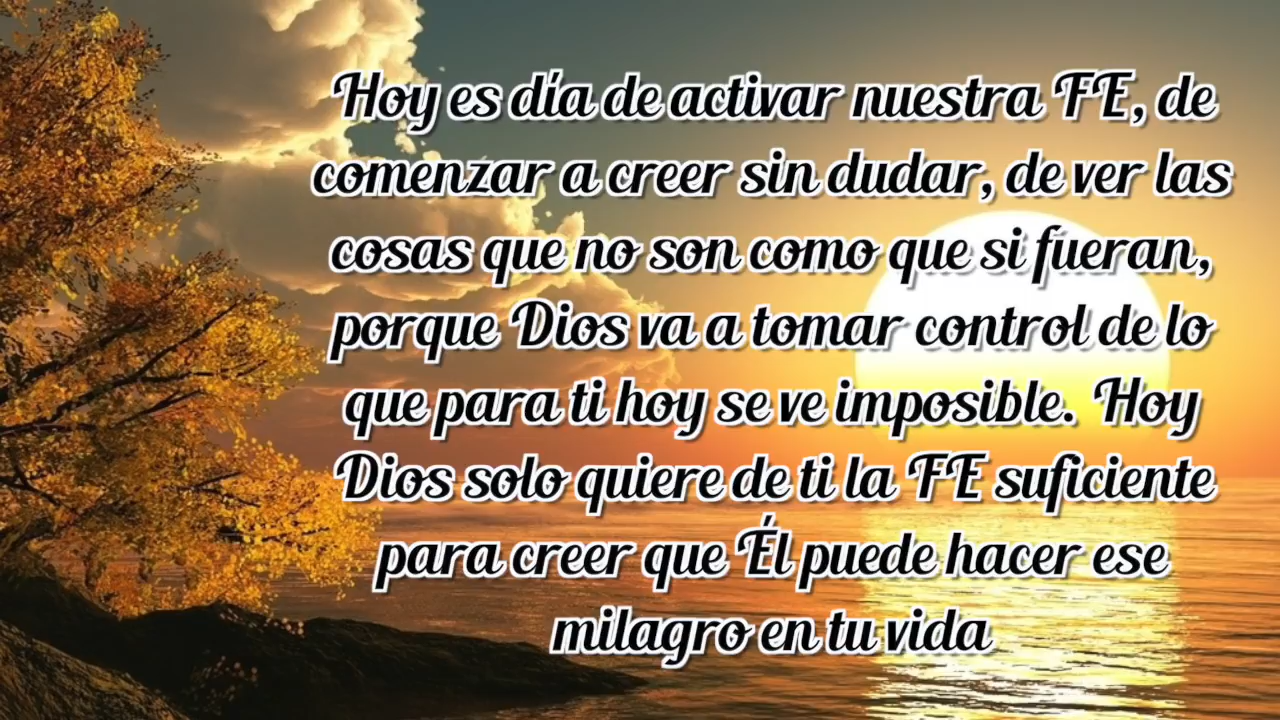 Hoy es día de activar nuestra FE, de
comenzar a creer sin dudar, de ver las
cosas que no son como que si fueran,
porque Dios va a tomar control de lo
que para ti hoy se ve imposible. Hoy
Dios solo quiere de ti la FE suficiente
para creer que Él puede hacer ese
milagro en tu vida